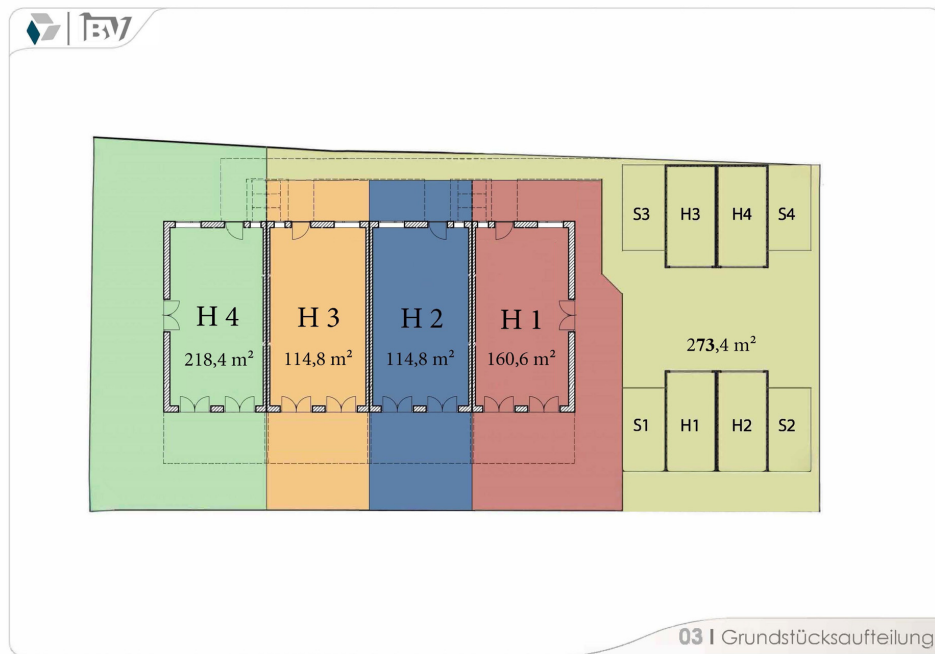 IBV
S3 H3 H4 S4
H 4 H 3 H 2 H 1
218,4 m² 114,8 m² 114,8 m² 160,6 m² 273,4 m²
S1 H1 H2 S2
03 | Grundstücksaufteilung